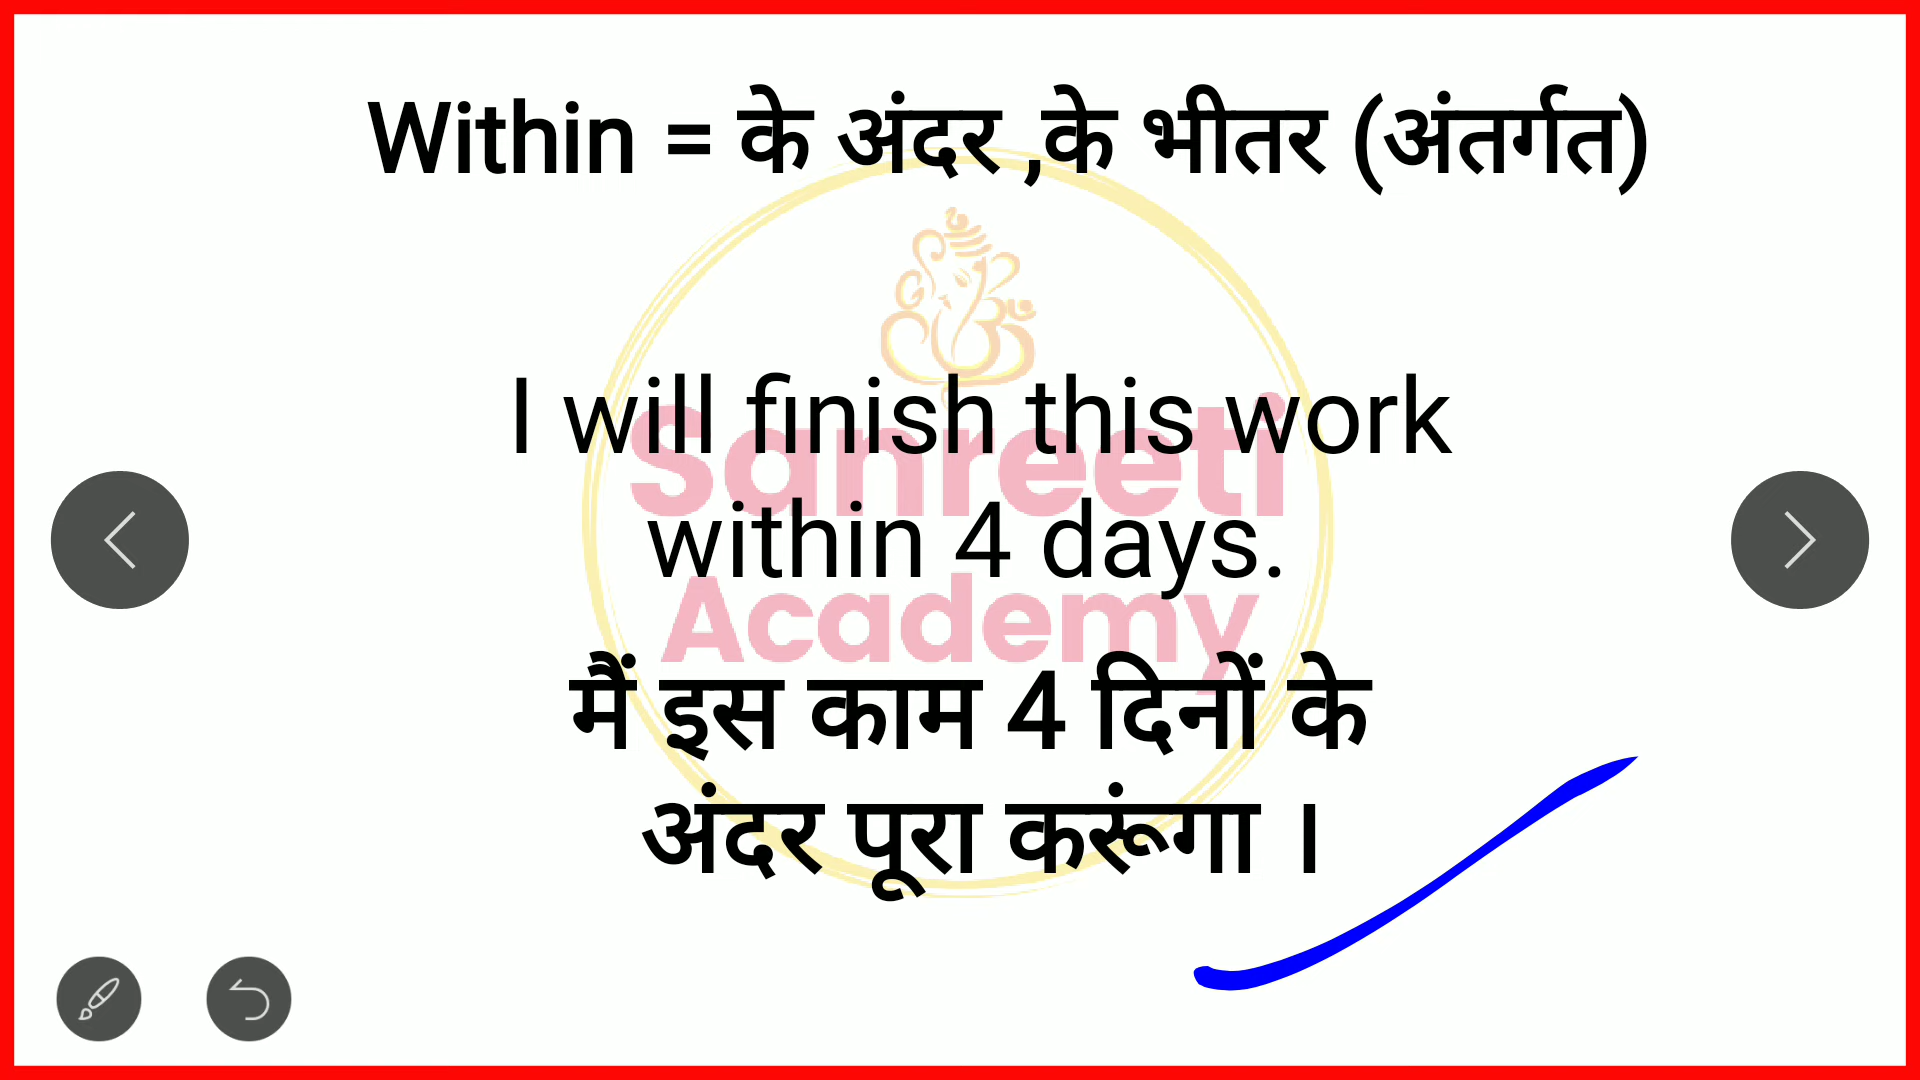 Within = के अंदर ,के भीतर (अंतर्गत)
I will finish this work
Sanreeti
within 4 days.
Academy
मैं इस काम 4 दिनों के
अंदर पूरा करूंगा ।